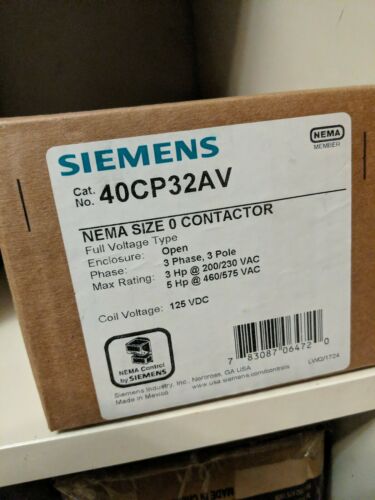 SIEMENS
NEMA
MEMBER
Cat.
No. 40CP32AV
NEMA SIZE 0 CONTACTOR
Full Voltage Type
Enclosure: Open
Phase: 3 Phase, 3 Pole
Max Rating: 3 Hp @ 200/230 VAC
5 Hp @ 460/575 VAC
Coil Voltage: 125 VDC
NEMA Control
by SIEMENS
7 83087 06472 0
LWO/1724
Siemens Industry, Inc. Norcross, GA USA
Made in Mexico www.usa.siemens.com/controls